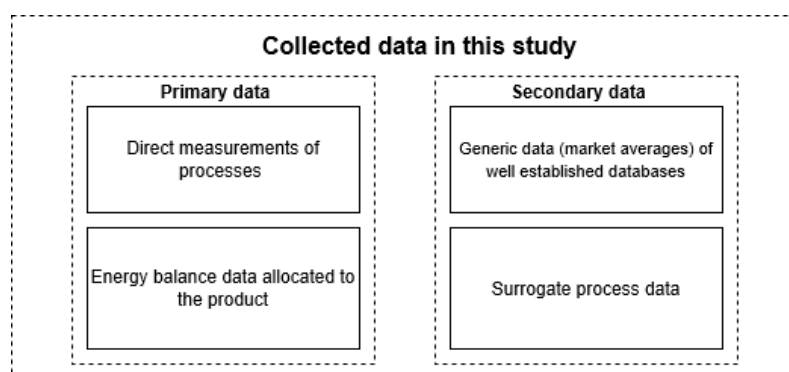 Collected data in this study
Primary data
Direct measurements of
processes
Energy balance data allocated to
the product
Secondary data
Generic data (market averages) of
well established databases
Surrogate process data